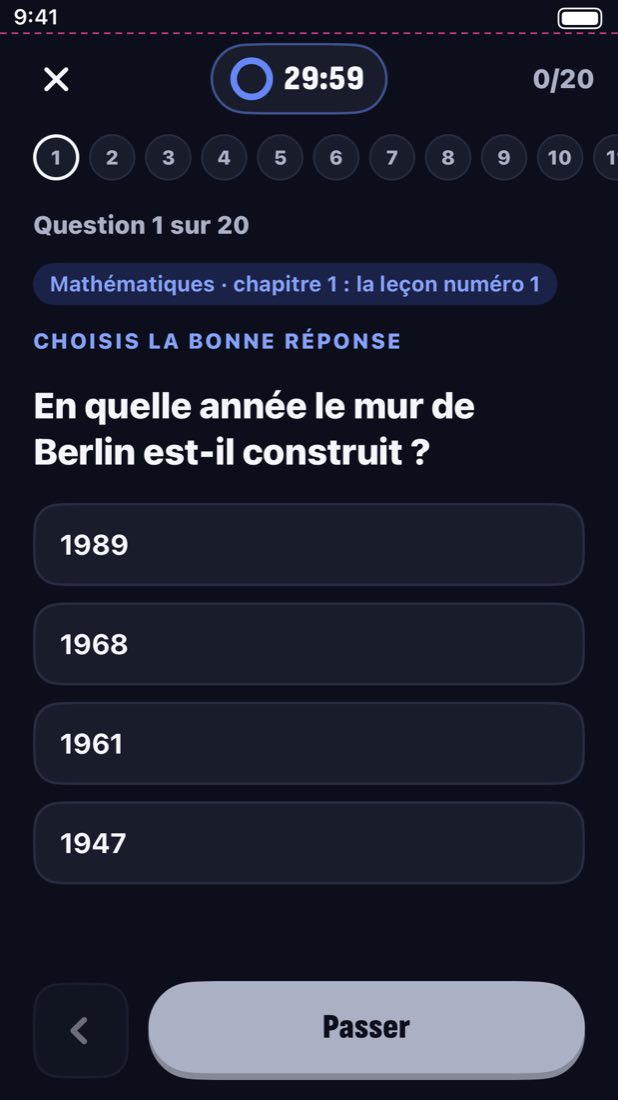 9:41
29:59
0/20
1 2 3 4 5 6 7 8 9 10
Question 1 sur 20
Mathématiques · chapitre 1 : la leçon numéro 1
CHOISIS LA BONNE RÉPONSE
En quelle année le mur de
Berlin est-il construit ?
1989
1968
1961
1947
Passer